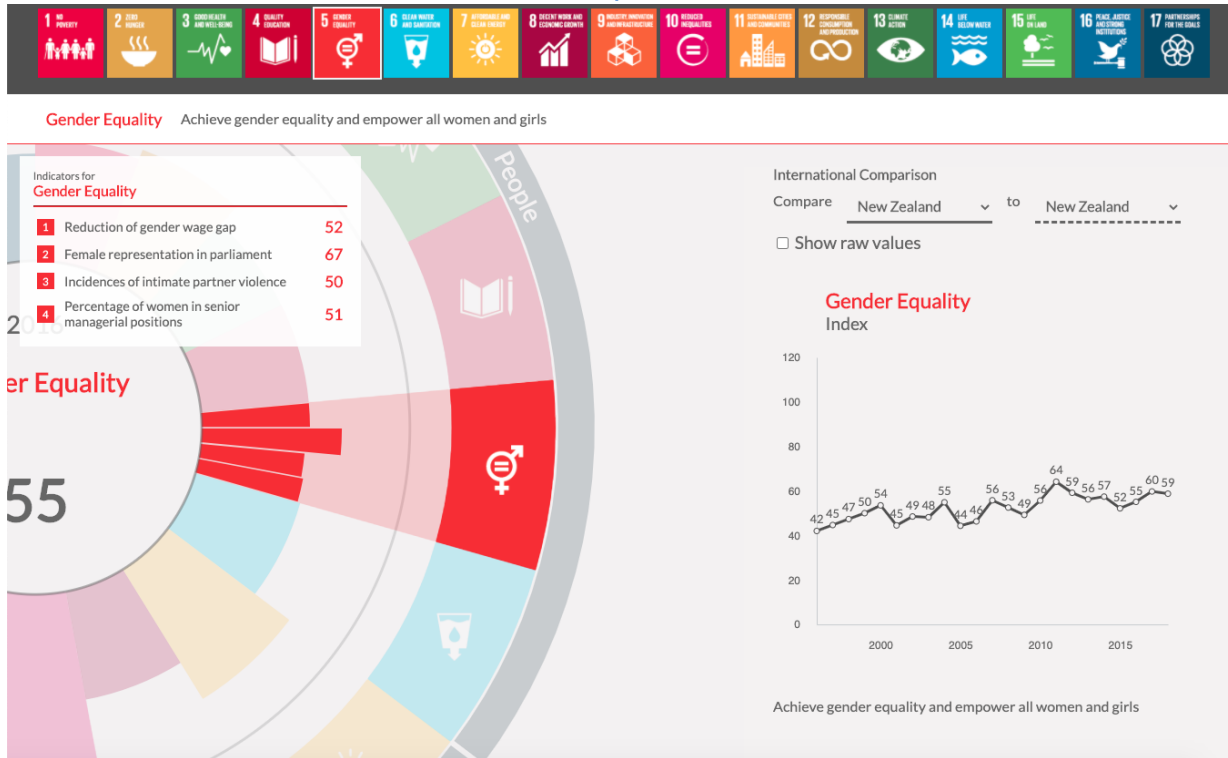 1 NO POVERTY
2 ZERO HUNGER
3 GOOD HEALTH AND WELL-BEING
4 QUALITY EDUCATION
5 GENDER EQUALITY
6 CLEAN WATER AND SANITATION
7 AFFORDABLE AND CLEAN ENERGY
8 DECENT WORK AND ECONOMIC GROWTH
9 INDUSTRY, INNOVATION AND INFRASTRUCTURE
10 REDUCED INEQUALITIES
11 SUSTAINABLE CITIES AND COMMUNITIES
12 RESPONSIBLE CONSUMPTION AND PRODUCTION
13 CLIMATE ACTION
14 LIFE BELOW WATER
15 LIFE ON LAND
16 PEACE, JUSTICE AND STRONG INSTITUTIONS
17 PARTNERSHIPS FOR THE GOALS
Gender Equality Achieve gender equality and empower all women and girls
Indicators for
Gender Equality
1 Reduction of gender wage gap 52
2 Female representation in parliament 67
3 Incidences of intimate partner violence 50
4 Percentage of women in senior
managerial positions 51
2016
er Equality
55
People
International Comparison
Compare New Zealand to New Zealand
Show raw values
Gender Equality
Index
120
100
80
60
40
20
0
42 45 47 50 54 45 49 48 55 44 46 56 53 49 56 64 59 56 57 52 55 60 59
2000 2005 2010 2015
Achieve gender equality and empower all women and girls